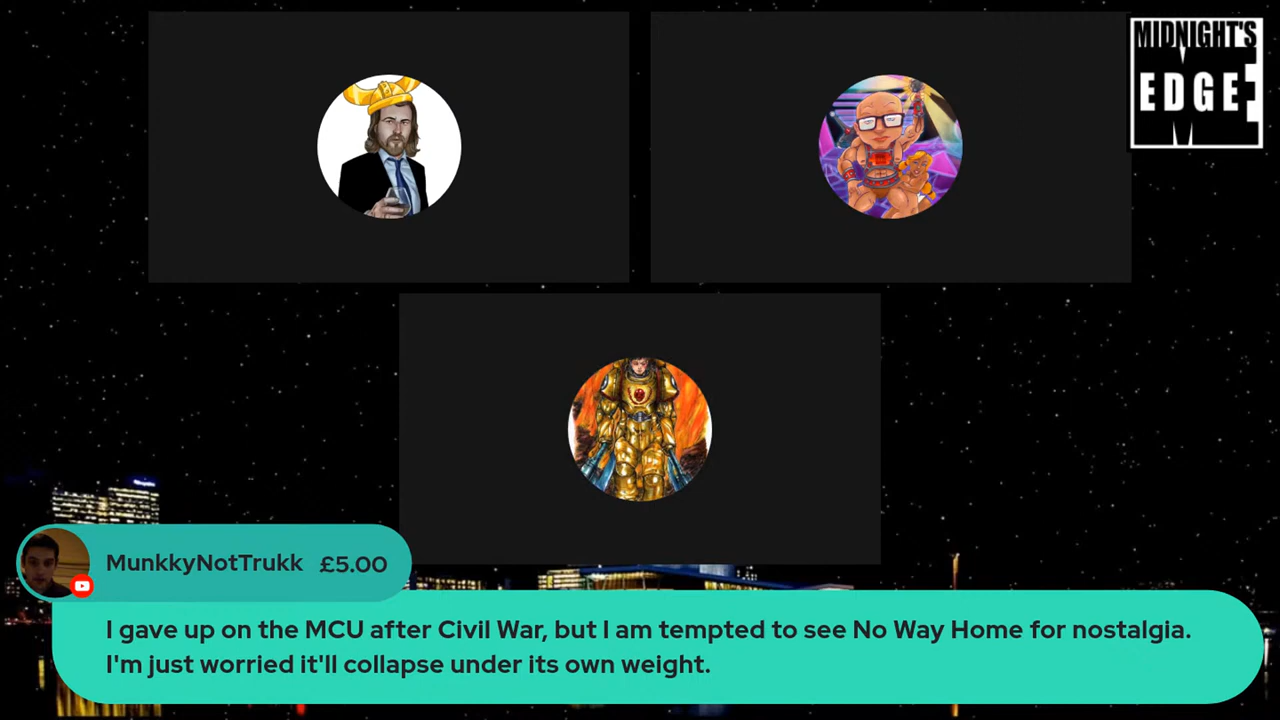 MIDNIGHT'S
EDGE
MunkkyNotTrukk £5.00
I gave up on the MCU after Civil War, but I am tempted to see No Way Home for nostalgia.
I'm just worried it'll collapse under its own weight.